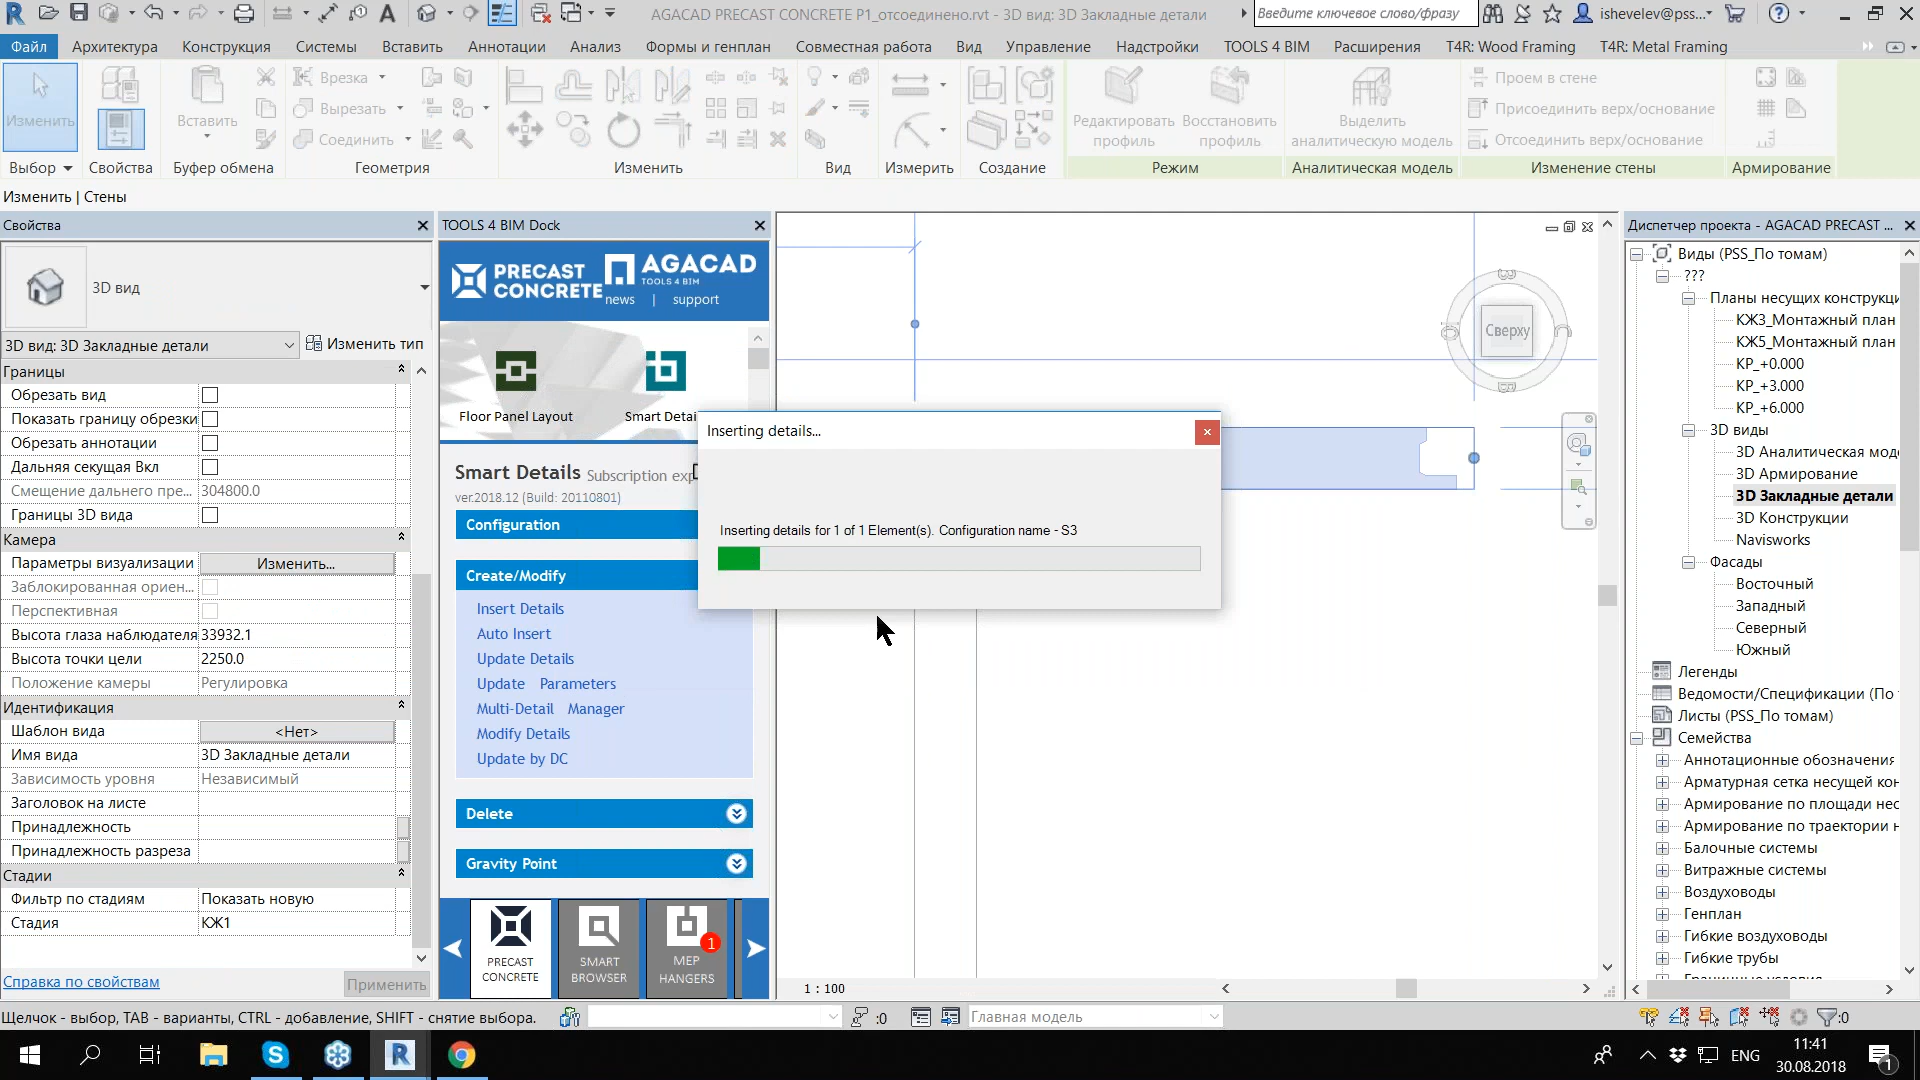 AGACAD PRECAST CONCRETE P1_отсоединено.rvt - 3D вид: 3D Закладные детали
Введите ключевое слово/фразу
ishevelev@pss...
Файл Архитектура Конструкция Системы Вставить Аннотации Анализ Формы и генплан Совместная работа Вид Управление Надстройки TOOLS 4 BIM Расширения T4R: Wood Framing T4R: Metal Framing
Изменить
Вставить
Врезка
Вырезать
Соединить
Редактировать профиль
Восстановить профиль
Выделить аналитическую модель
Проем в стене
Присоединить верх/основание
Отсоединить верх/основание
Выбор Свойства Буфер обмена Геометрия Изменить Вид Измерить Создание Режим Аналитическая модель Изменение стены Армирование
Изменить | Стены
Свойства
3D вид
3D вид: 3D Закладные детали
Изменить тип
Границы
Обрезать вид
Показать границу обрезки
Обрезать аннотации
Дальняя секущая Вкл
Смещение дальнего пре... 304800.0
Границы 3D вида
Камера
Параметры визуализации Изменить...
Заблокированная ориен...
Перспективная
Высота глаза наблюдателя 33932.1
Высота точки цели 2250.0
Положение камеры Регулировка
Идентификация
Шаблон вида <Нет>
Имя вида 3D Закладные детали
Зависимость уровня Независимый
Заголовок на листе
Принадлежность
Принадлежность разреза
Стадии
Фильтр по стадиям Показать новую
Стадия КЖ1
Справка по свойствам
Применить
TOOLS 4 BIM Dock
PRECAST CONCRETE
AGACAD
TOOLS 4 BIM
news | support
Floor Panel Layout
Smart Detai
Smart Details Subscription exp
ver.2018.12 (Build: 20110801)
Configuration
Create/Modify
Insert Details
Auto Insert
Update Details
Update Parameters
Multi-Detail Manager
Modify Details
Update by DC
Delete
Gravity Point
PRECAST CONCRETE
SMART BROWSER
1
MEP HANGERS
Inserting details...
Inserting details for 1 of 1 Element(s). Configuration name - S3
Сверху
1 : 100
Диспетчер проекта - AGACAD PRECAST ...
Виды (PSS_По томам)
???
Планы несущих конструкци
КЖ3_Монтажный план
КЖ5_Монтажный план
КР_+0.000
КР_+3.000
КР_+6.000
3D виды
3D Аналитическая мод
3D Армирование
3D Закладные детали
3D Конструкции
Navisworks
Фасады
Восточный
Западный
Северный
Южный
Легенды
Ведомости/Спецификации (По
Листы (PSS_По томам)
Семейства
Аннотационные обозначения
Арматурная сетка несущей кон
Армирование по площади нес
Армирование по траектории н
Балочные системы
Витражные системы
Воздуховоды
Генплан
Гибкие воздуховоды
Гибкие трубы
Щелчок - выбор, TAB - варианты, CTRL - добавление, SHIFT - снятие выбора.
:0
Главная модель
:0
ENG
11:41
30.08.2018
1